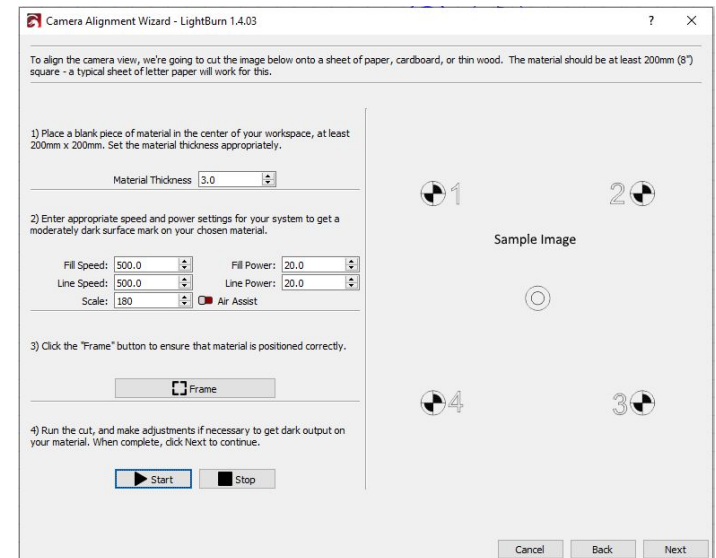 Camera Alignment Wizard - LightBurn 1.4.03
?
To align the camera view, we're going to cut the image below onto a sheet of paper, cardboard, or thin wood.  The material should be at least 200mm (8")
square - a typical sheet of letter paper will work for this.
1) Place a blank piece of material in the center of your workspace, at least
200mm x 200mm. Set the material thickness appropriately.
Material Thickness 3.0
2) Enter appropriate speed and power settings for your system to get a
moderately dark surface mark on your chosen material.
Fill Speed: 500.0 Fill Power: 20.0
Line Speed: 500.0 Line Power: 20.0
Scale: 180 Air Assist
3) Click the "Frame" button to ensure that material is positioned correctly.
Frame
4) Run the cut, and make adjustments if necessary to get dark output on
your material. When complete, click Next to continue.
Start Stop
1 2
Sample Image
4 3
Cancel Back Next